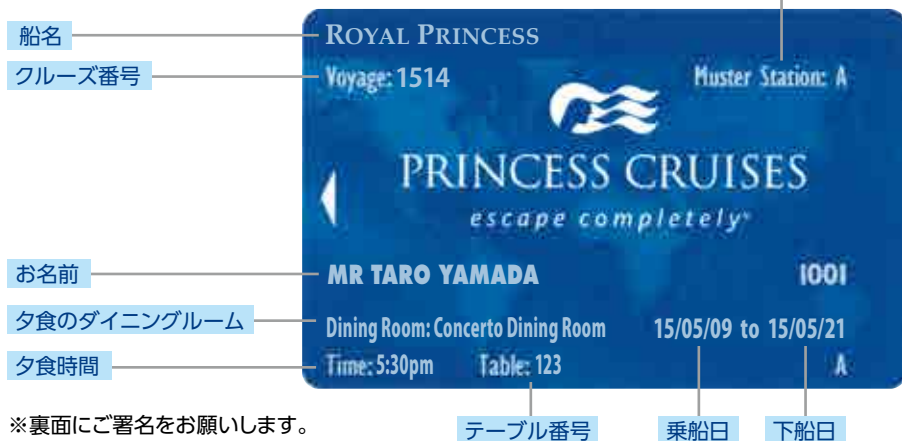 船名
ROYAL PRINCESS
クルーズ番号
Voyage: 1514
Muster Station: A
PRINCESS CRUISES
escape completely
お名前
MR TARO YAMADA
1001
夕食のダイニングルーム
Dining Room: Concerto Dining Room
15/05/09 to 15/05/21
夕食時間
Time: 5:30pm
Table: 123
A
※裏面にご署名をお願いします。
テーブル番号
乗船日
下船日